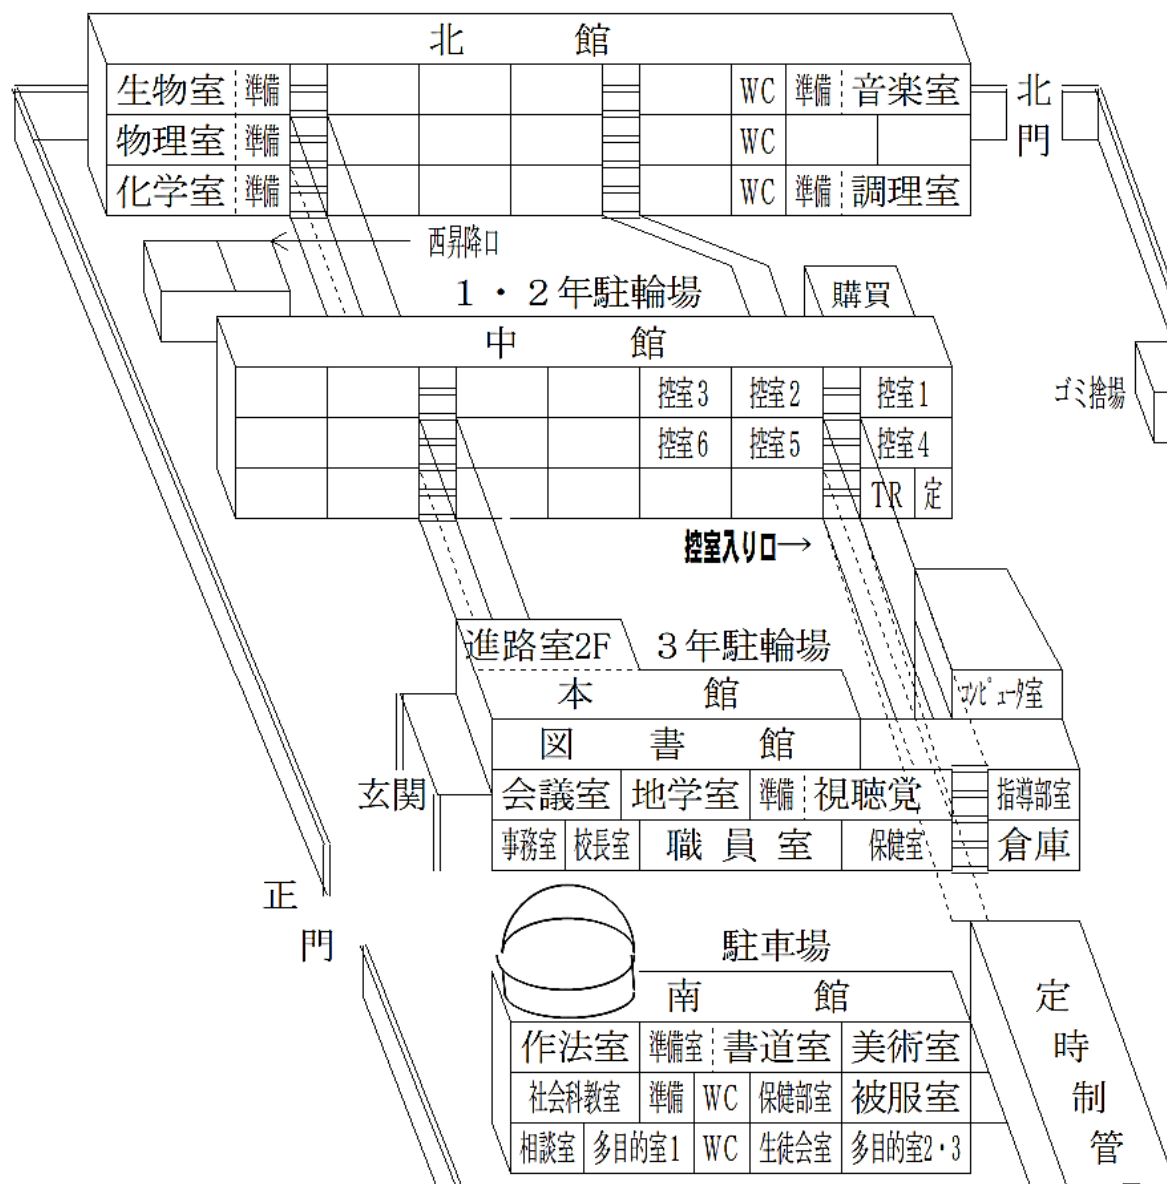 北館
生物室 準備 WC 準備 音楽室
物理室 準備 WC
化学室 準備 WC 準備 調理室
北門
西昇降口
1・2年駐輪場
購買
中館
控室3 控室2 控室1
控室6 控室5 控室4
TR 定
ゴミ捨場
控室入り口→
進路室2F
3年駐輪場
本館
コンピュータ室
図書館
玄関
会議室 地学室 準備 視聴覚 指導部室
事務室 校長室 職員室 保健室 倉庫
正門
駐車場
南館
作法室 準備室 書道室 美術室
社会科教室 準備 WC 保健部室 被服室
相談室 多目的室1 WC 生徒会室 多目的室2・3
定時制管